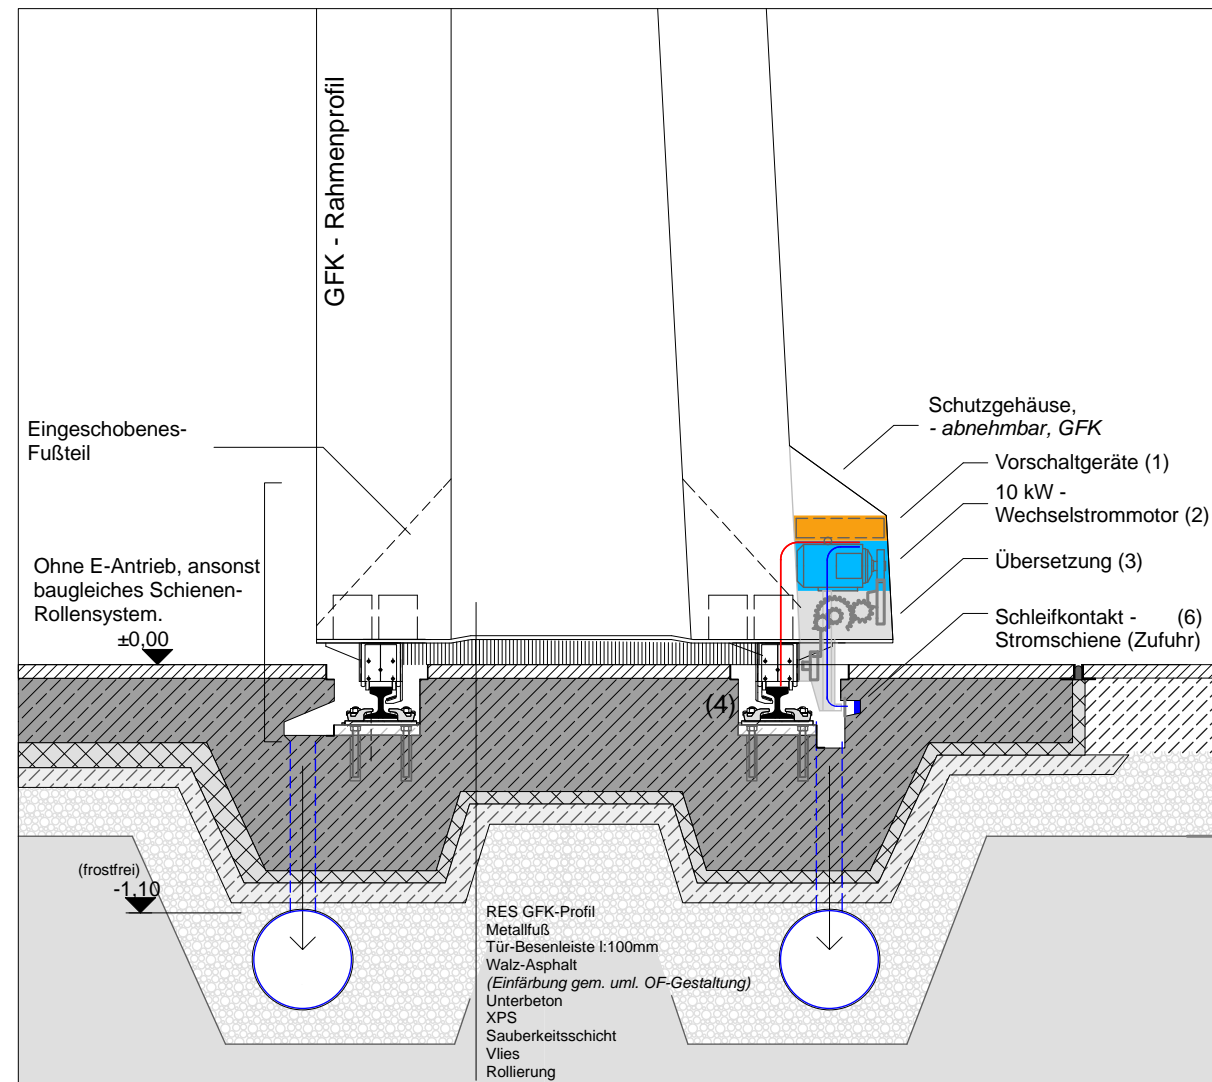 GFK - Rahmenprofil
Eingeschobenes-
Fußteil
Schutzgehäuse,
- abnehmbar, GFK
Vorschaltgeräte (1)
10 kW -
Wechselstrommotor (2)
Übersetzung (3)
Schleifkontakt - (6)
Stromschiene (Zufuhr)
Ohne E-Antrieb, ansonst
baugleiches Schienen-
Rollensystem.
±0,00
(4)
(frostfrei)
-1,10
RES GFK-Profil
Metallfuß
Tür-Besenleiste l:100mm
Walz-Asphalt
(Einfärbung gem. uml. OF-Gestaltung)
Unterbeton
XPS
Sauberkeitsschicht
Vlies
Rollierung